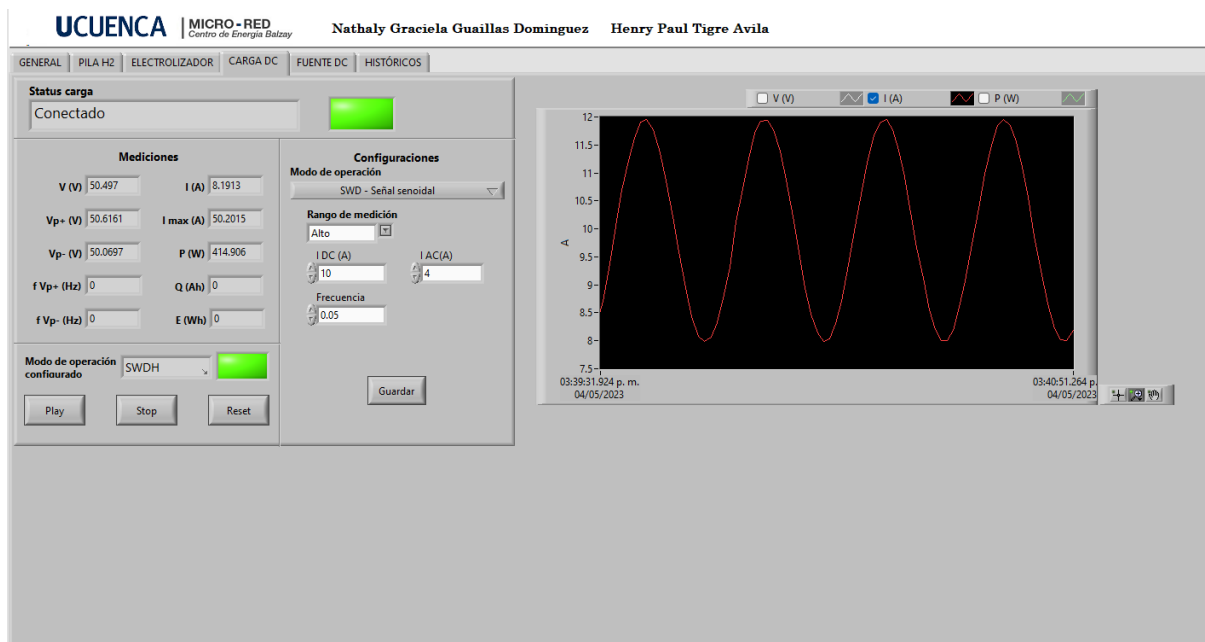 UCUENCA MICRO-RED Nathaly Graciela Guaillas Dominguez Henry Paul Tigre Avila
Centro de Energía Balzay
GENERAL PILA H2 ELECTROLIZADOR CARGA DC FUENTE DC HISTÓRICOS
Status carga
Conectado
Mediciones
V (V) 50.497 I (A) 8.1913
Vp+ (V) 50.6161 I max (A) 50.2015
Vp- (V) 50.0697 P (W) 414.906
f Vp+ (Hz) 0 Q (Ah) 0
f Vp- (Hz) 0 E (Wh) 0
Modo de operación
configurado
SWDH
Play Stop Reset
Configuraciones
Modo de operación
SWD - Señal senoidal
Rango de medición
Alto
I DC (A) I AC(A)
10 4
Frecuencia
0.05
Guardar
V (V) I (A) P (W)
12
11.5
11
10.5
10
9.5
9
8.5
8
7.5
A
03:39:31.924 p. m. 03:40:51.264 p.
04/05/2023 04/05/2023